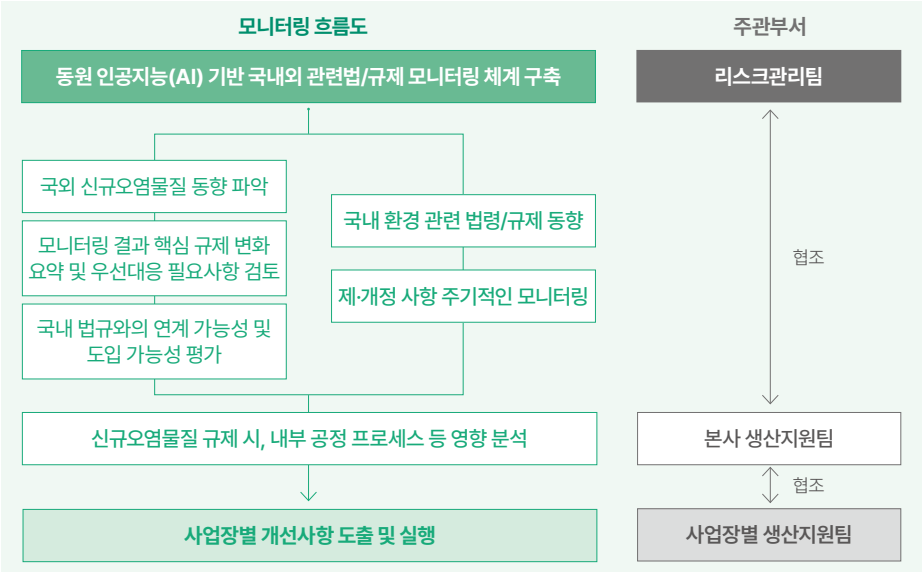 모니터링 흐름도
주관부서
동원 인공지능(AI) 기반 국내외 관련법/규제 모니터링 체계 구축
리스크관리팀
국외 신규오염물질 동향 파악
모니터링 결과 핵심 규제 변화
요약 및 우선대응 필요사항 검토
국내 법규와의 연계 가능성 및
도입 가능성 평가
국내 환경 관련 법령/규제 동향
제·개정 사항 주기적인 모니터링
협조
신규오염물질 규제 시, 내부 공정 프로세스 등 영향 분석
본사 생산지원팀
협조
사업장별 개선사항 도출 및 실행
사업장별 생산지원팀